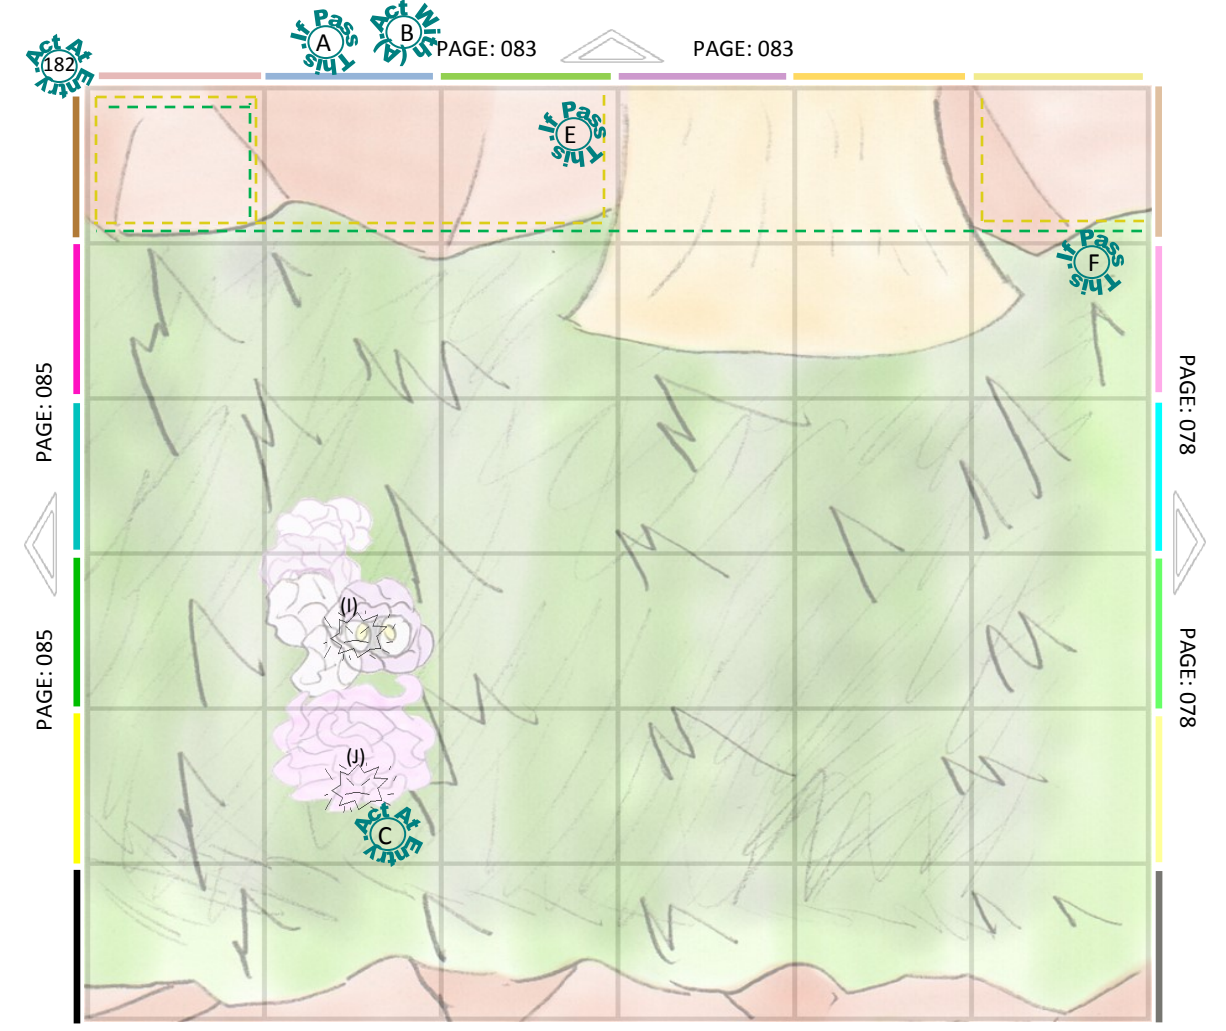 Act At
182
Entry.
.If Pass
A
This
Act With
B
(A).
PAGE: 083
PAGE: 083
.If Pass
E
This
.If Pass
F
This
PAGE: 085
PAGE: 078
(I)
PAGE: 085
PAGE: 078
(J)
Act At
C
Entry.